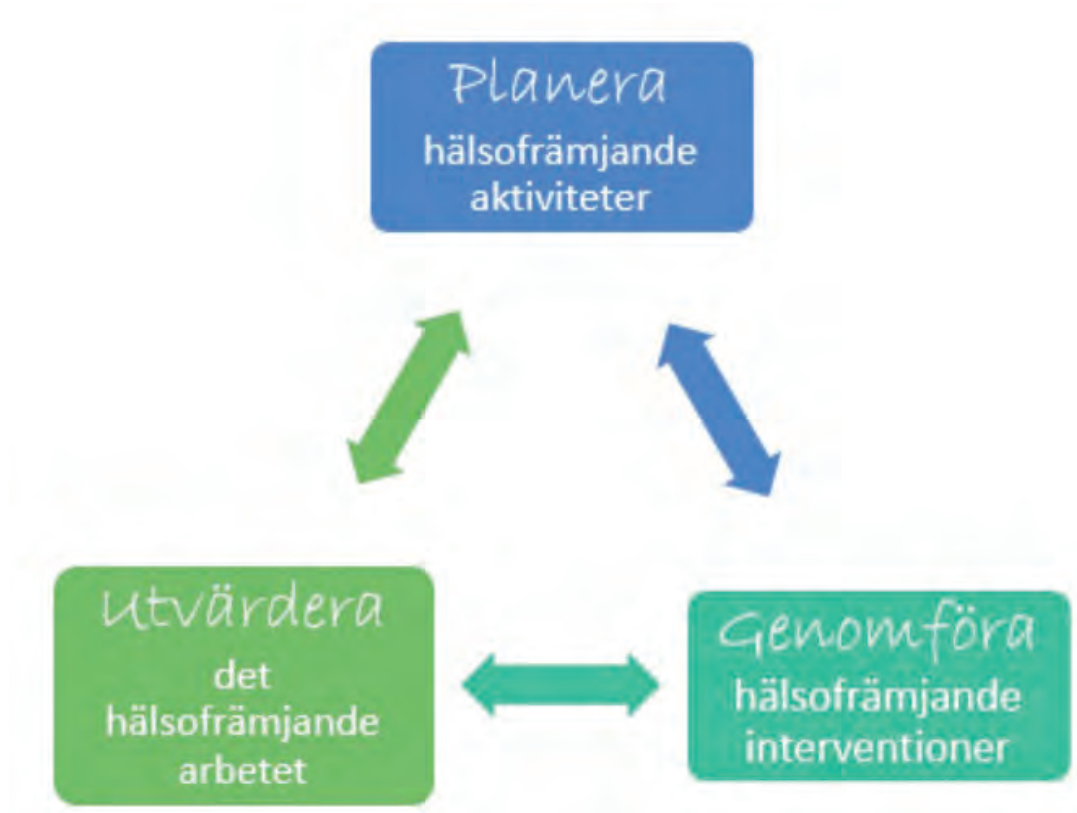 Planera
hälsofrämjande
aktiviteter
Utvärdera
det
hälsofrämjande
arbetet
Genomföra
hälsofrämjande
interventioner